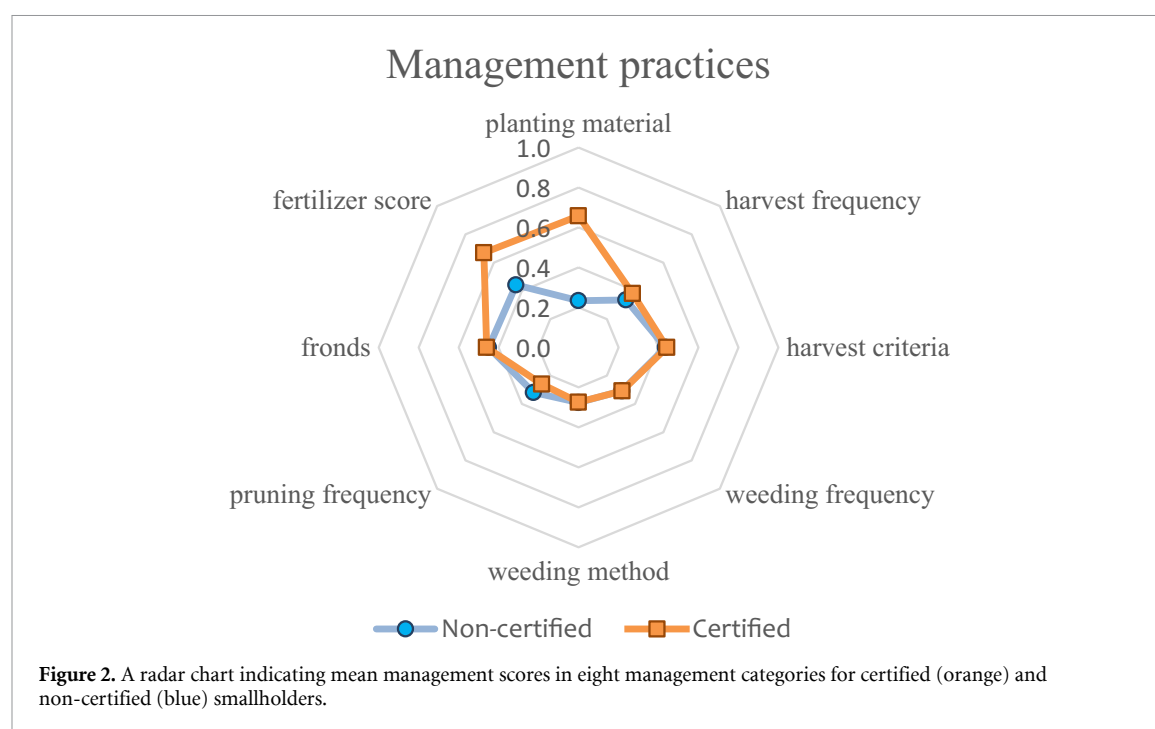 Management practices
planting material
1.0
0.8
0.6
0.4
0.2
0.0
fertilizer score
harvest frequency
fronds
harvest criteria
pruning frequency
weeding frequency
weeding method
Non-certified
Certified
Figure 2. A radar chart indicating mean management scores in eight management categories for certified (orange) and
non-certified (blue) smallholders.